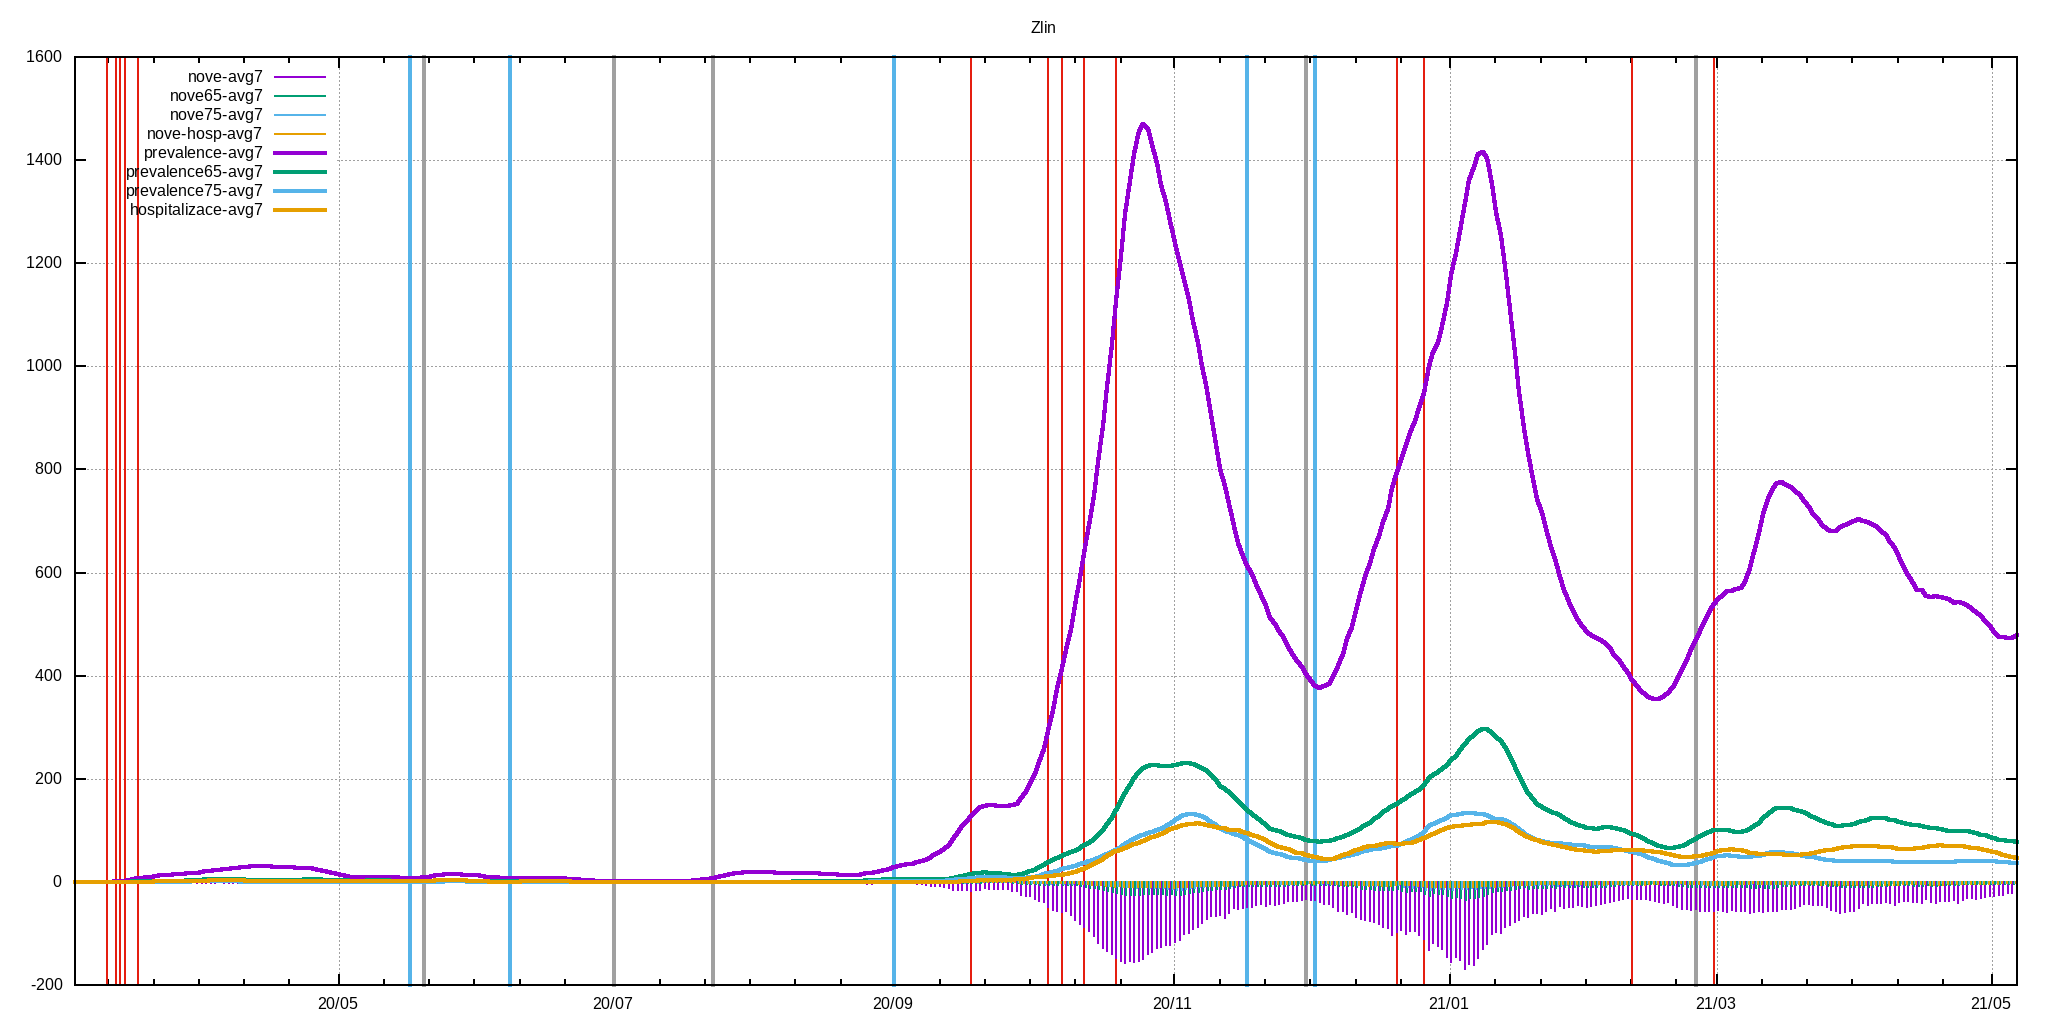 Zlin
1600
1400
1200
1000
800
600
400
200
0
-200
nove-avg7
nove65-avg7
nove75-avg7
nove-hosp-avg7
prevalence-avg7
prevalence65-avg7
prevalence75-avg7
hospitalizace-avg7
20/05 20/07 20/09 20/11 21/01 21/03 21/05